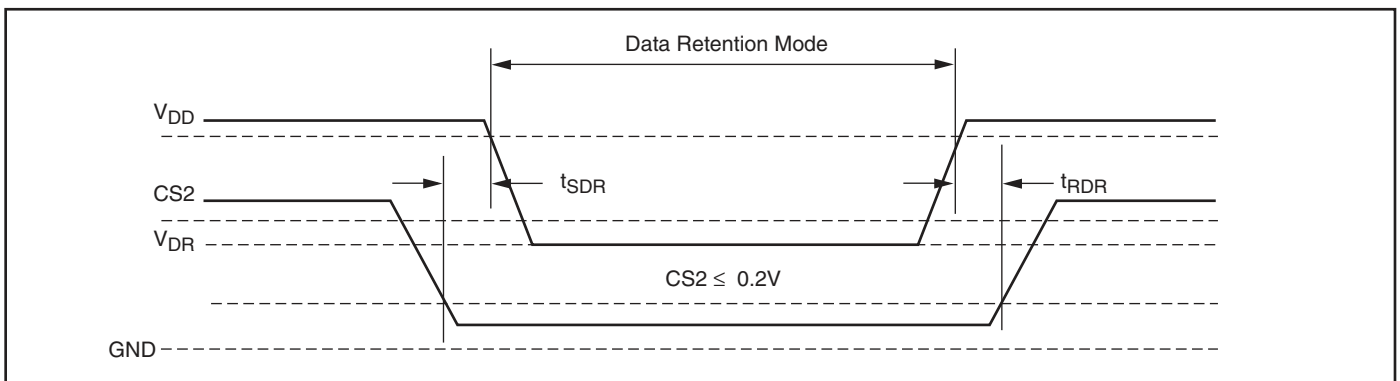 Data Retention Mode
VDD
tSDR
tRDR
CS2
VDR
CS2 ≤ 0.2V
GND